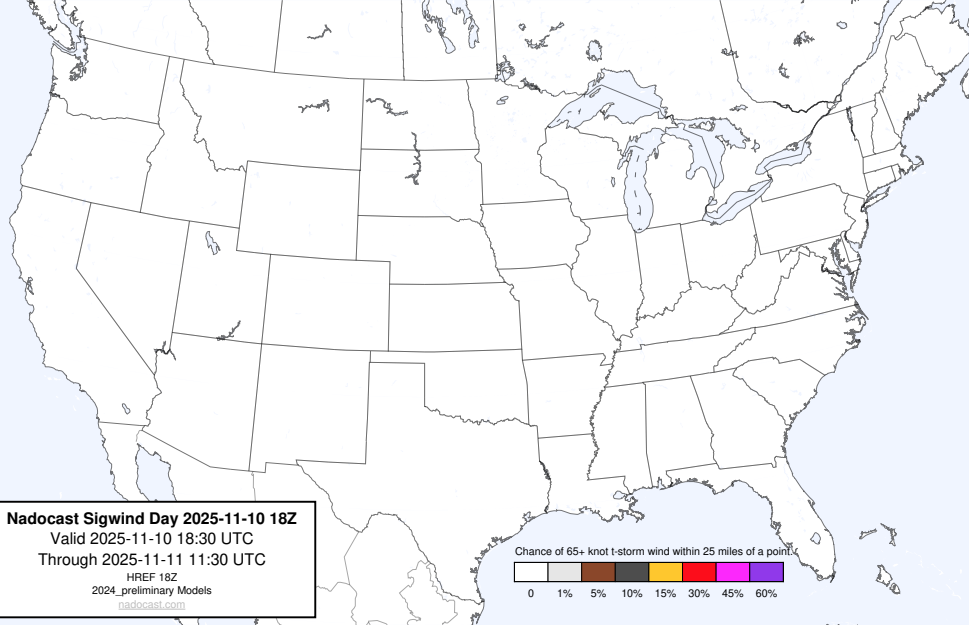 Nadocast Sigwind Day 2025-11-10 18Z
Valid 2025-11-10 18:30 UTC
Through 2025-11-11 11:30 UTC
HREF 18Z
2024_preliminary Models
nadocast.com
Chance of 65+ knot t-storm wind within 25 miles of a point.
0 1% 5% 10% 15% 30% 45% 60%